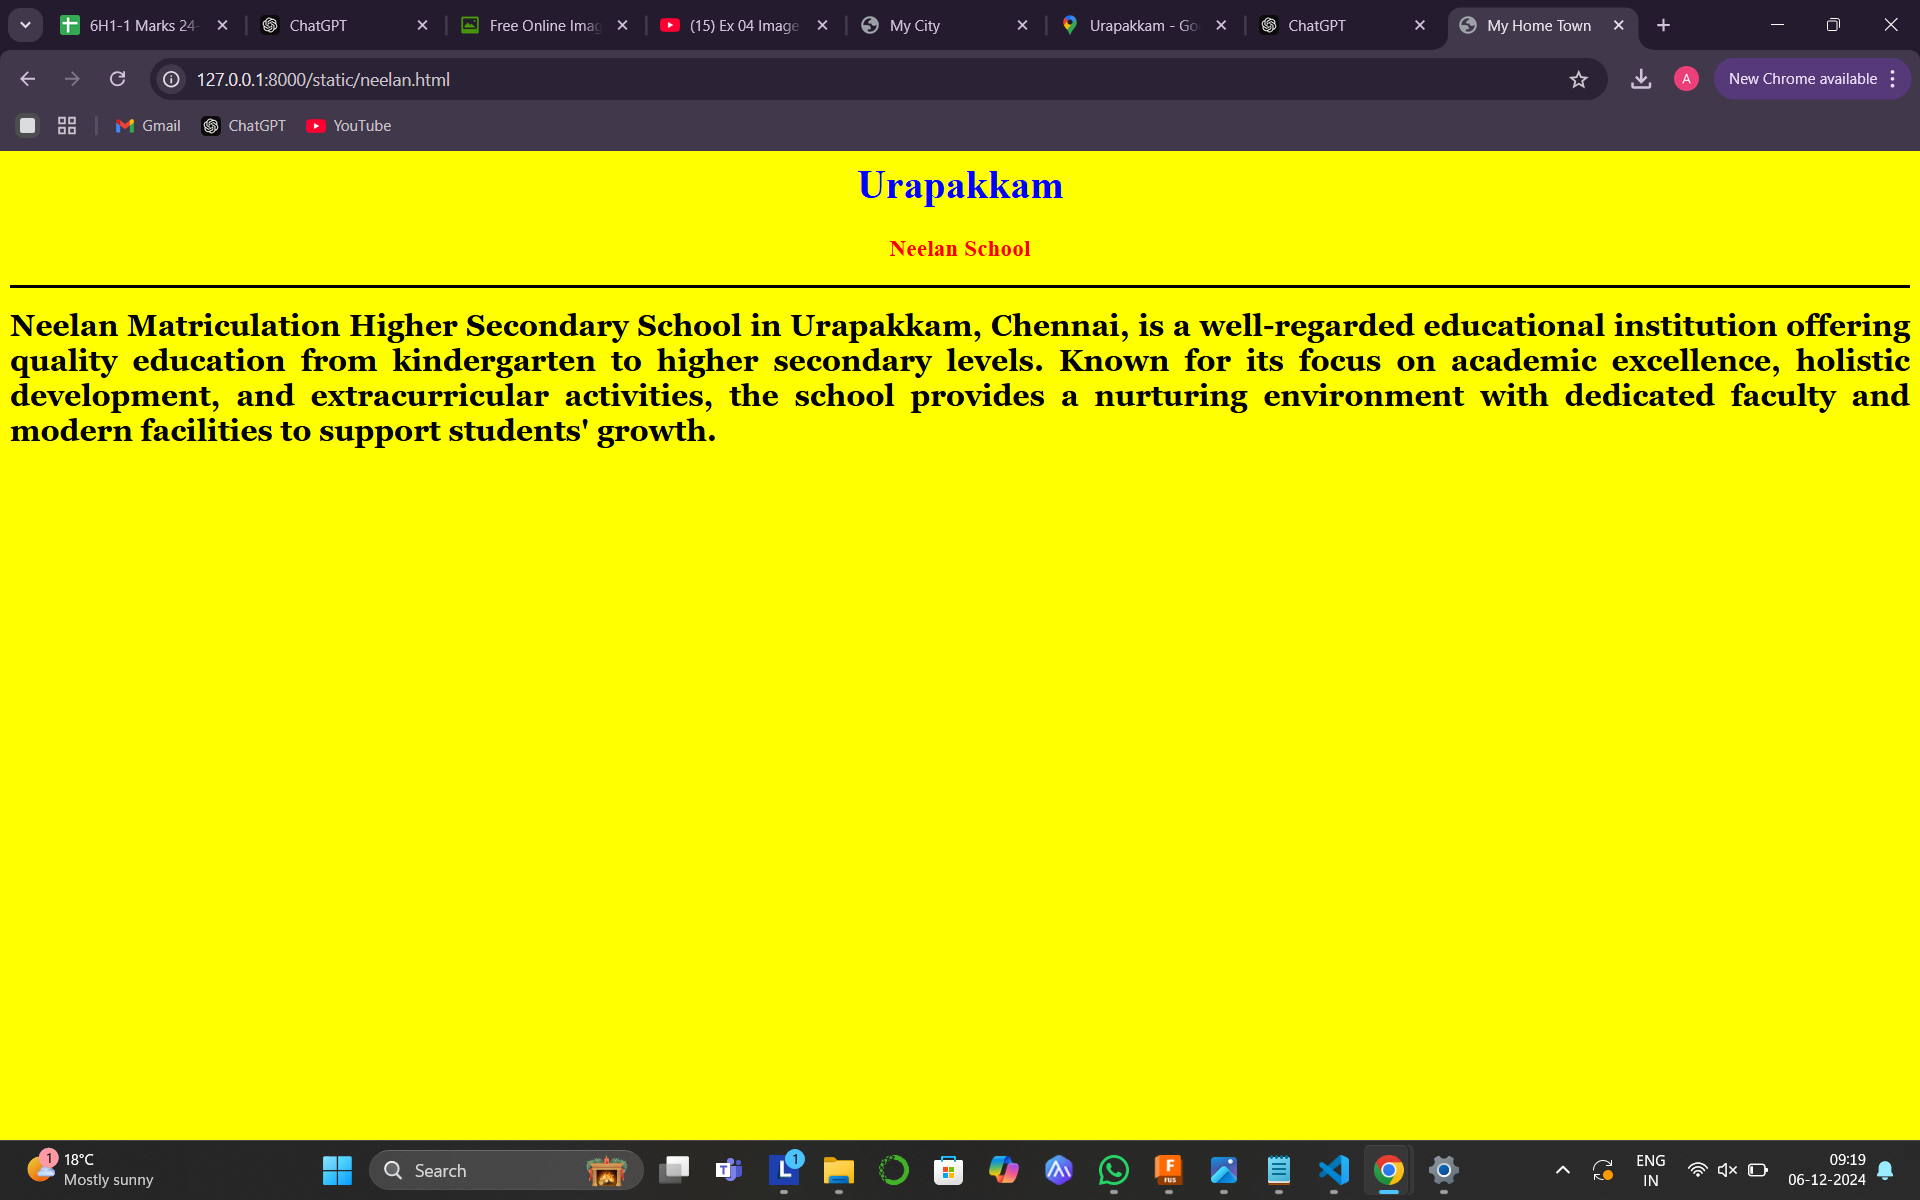 6H1-1 Marks 24-
ChatGPT
Free Online Imag
(15) Ex 04 Image
My City
Urapakkam - Go
ChatGPT
My Home Town
127.0.0.1:8000/static/neelan.html
A
New Chrome available
Gmail
ChatGPT
YouTube
Urapakkam
Neelan School
Neelan Matriculation Higher Secondary School in Urapakkam, Chennai, is a well-regarded educational institution offering
quality education from kindergarten to higher secondary levels. Known for its focus on academic excellence, holistic
development, and extracurricular activities, the school provides a nurturing environment with dedicated faculty and
modern facilities to support students' growth.
1
18°C
Mostly sunny
Search
T
L
1
F
FUS
ENG
IN
09:19
06-12-2024